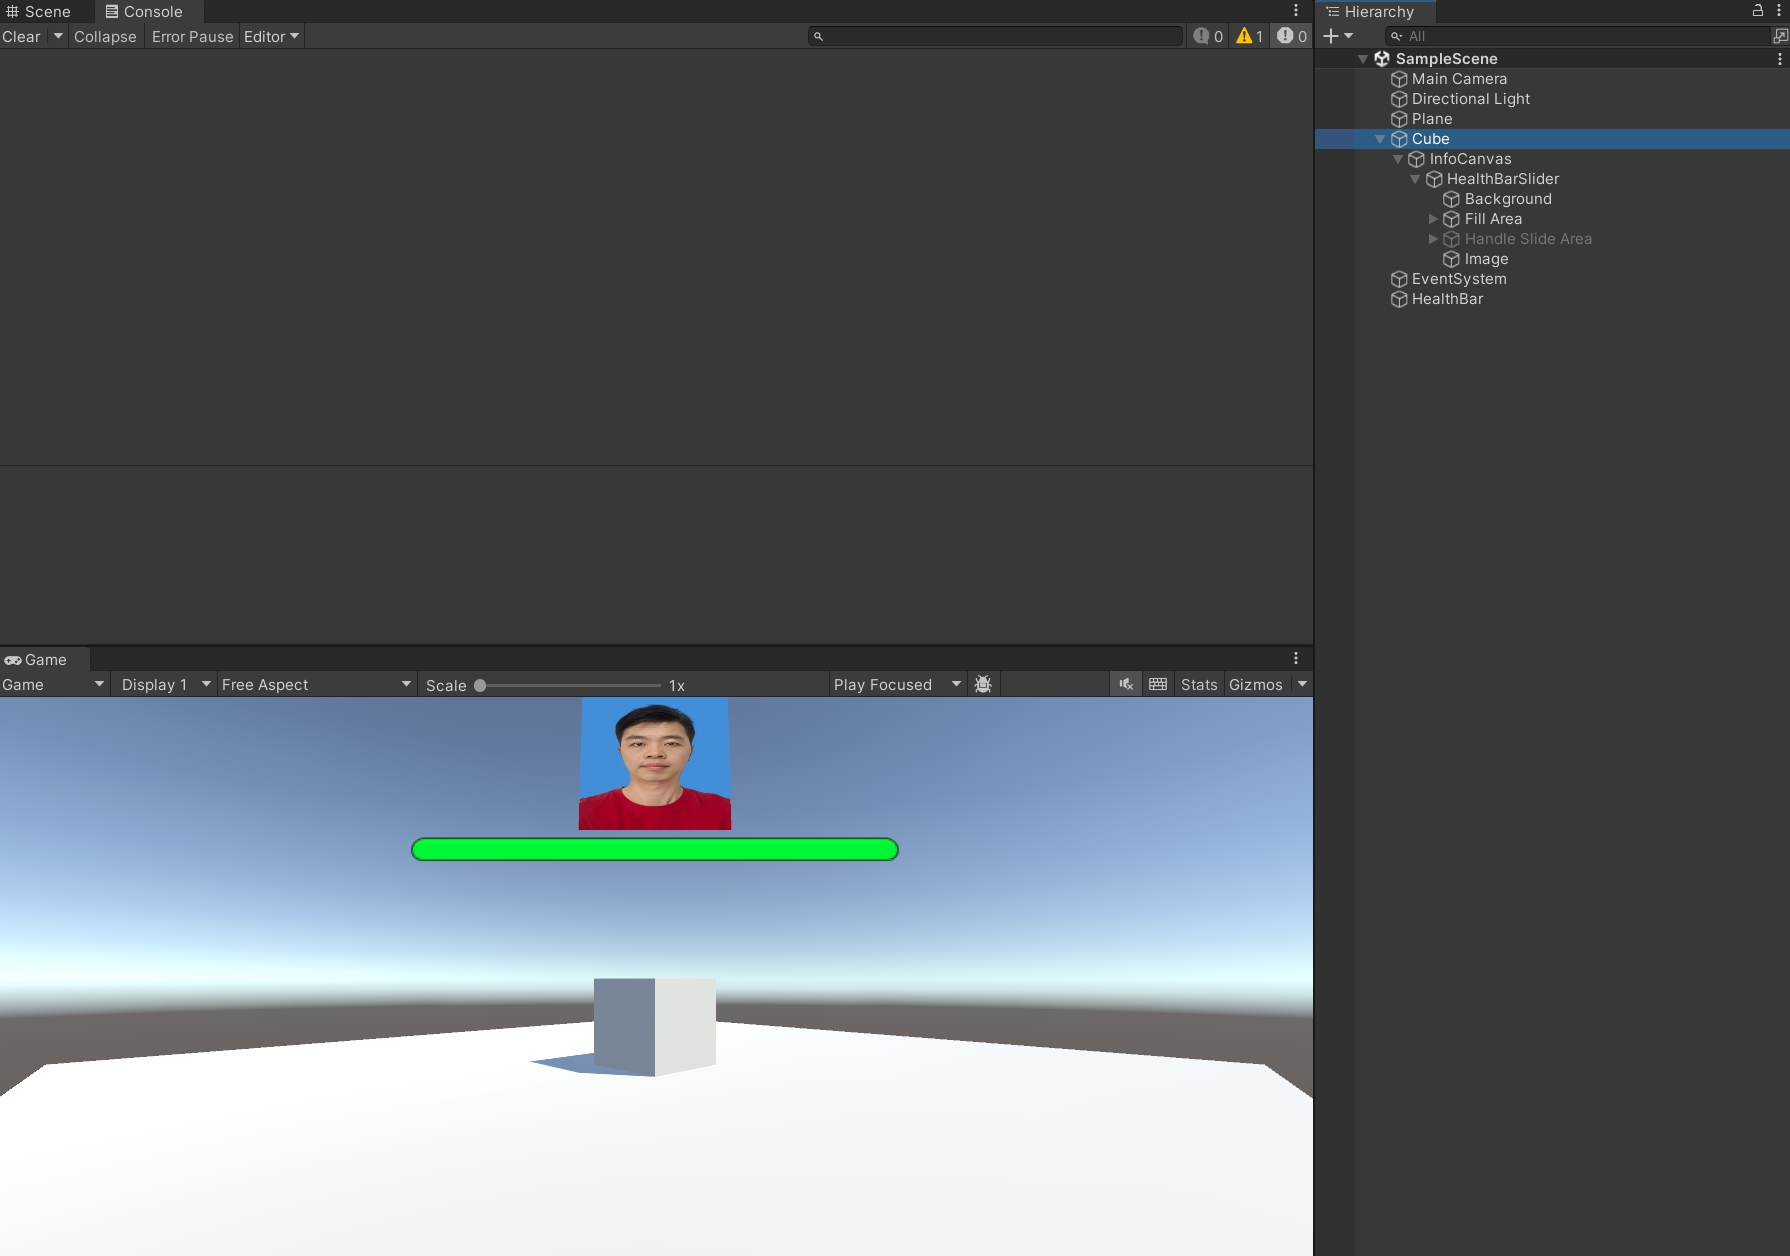 Scene Console
Clear Collapse Error Pause Editor 0 1 0
Game
Game Display 1 Free Aspect Scale 1x Play Focused Stats Gizmos
Hierarchy
All
SampleScene
Main Camera
Directional Light
Plane
Cube
InfoCanvas
HealthBarSlider
Background
Fill Area
Handle Slide Area
Image
EventSystem
HealthBar